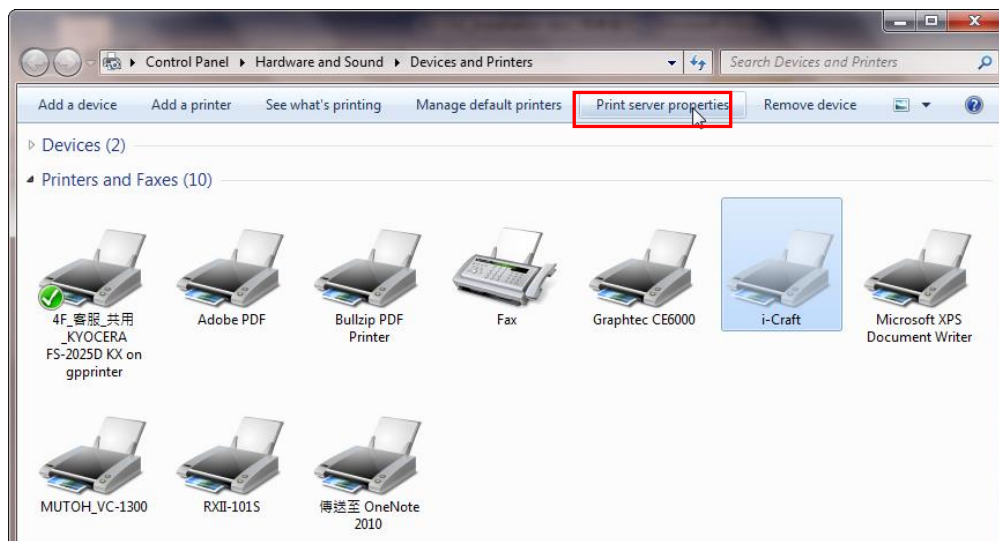 Control Panel ▸ Hardware and Sound ▸ Devices and Printers Search Devices and Printers
Add a device Add a printer See what's printing Manage default printers Print server properties Remove device
Devices (2)
Printers and Faxes (10)
4F_客服_共用
_KYOCERA
FS-2025D KX on
gpprinter
Adobe PDF
Bullzip PDF
Printer
Fax
Graphtec CE6000
i-Craft
Microsoft XPS
Document Writer
MUTOH_VC-1300
RXII-101S
傳送至 OneNote
2010